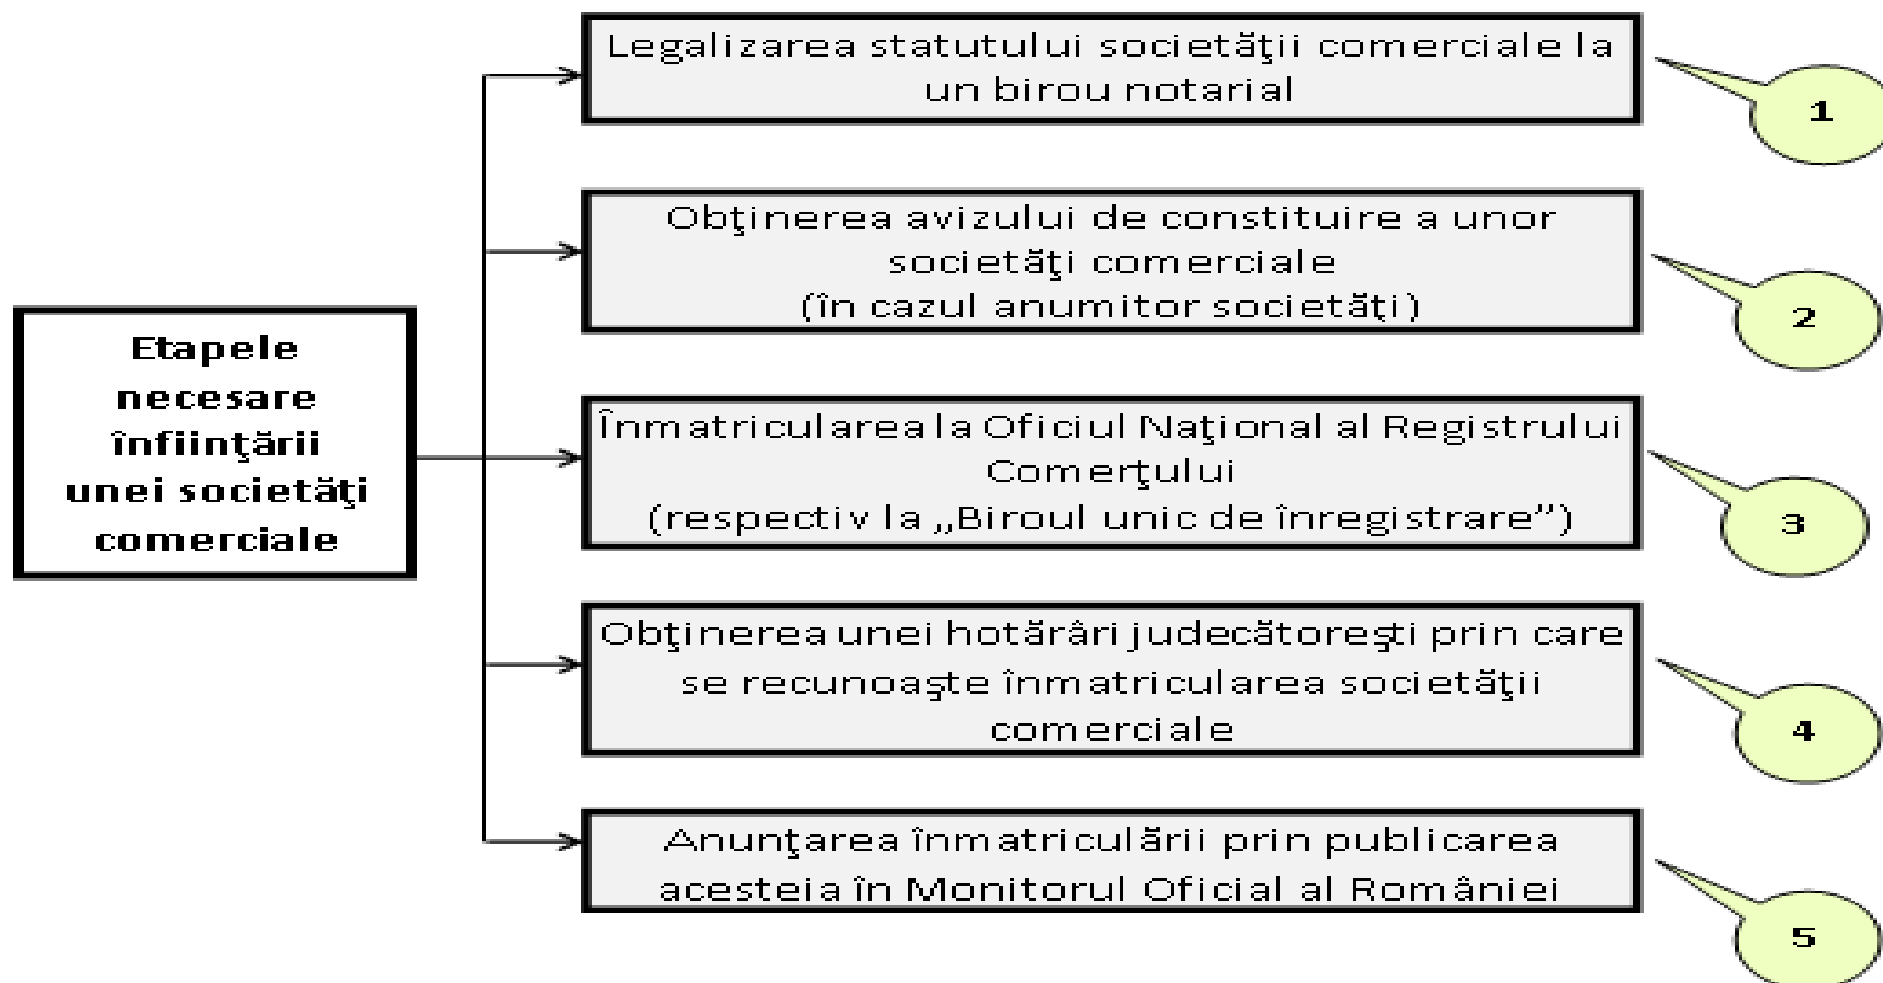 Etapele
necesare
înfiinţării
unei societăţi
comerciale
Legalizarea statutului societăţii comerciale la
un birou notarial
1
Obţinerea avizului de constituire a unor
societăţi comerciale
(în cazul anumitor societăţi)
2
Înmatricularea la Oficiul Naţional al Registrului
Comerţului
(respectiv la „Biroul unic de înregistrare”)
3
Obţinerea unei hotărâri judecătoreşti prin care
se recunoaşte înmatricularea societăţii
comerciale
4
Anunţarea înmatriculării prin publicarea
acesteia în Monitorul Oficial al României
5